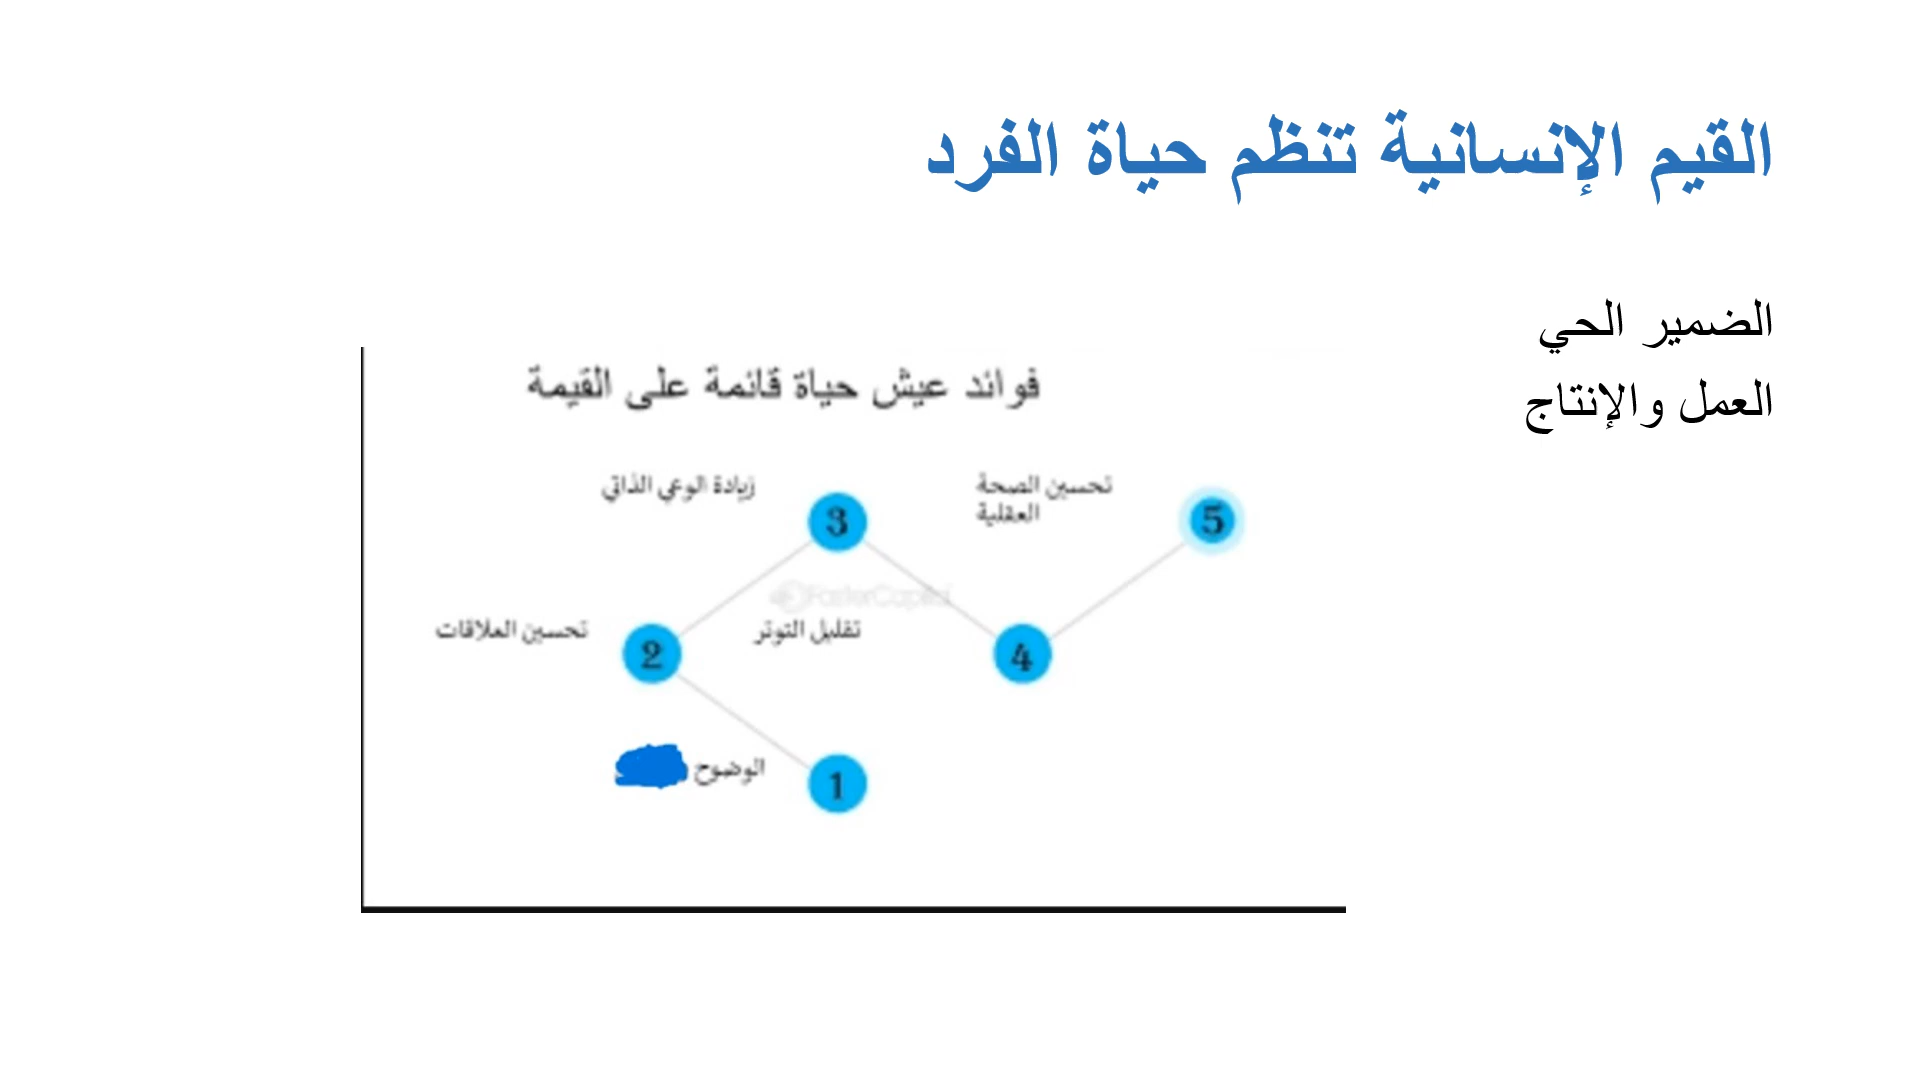 القيم الإنسانية تنظم حياة الفرد
الضمير الحي
العمل والإنتاج
فوائد عيش حياة قائمة على القيمة
زيادة الوعي الذاتي
3
تحسين الصحة
العقلية
5
FasterCapital
تحسين العلاقات
2
تقليل التوتر
4
الوضوح
1